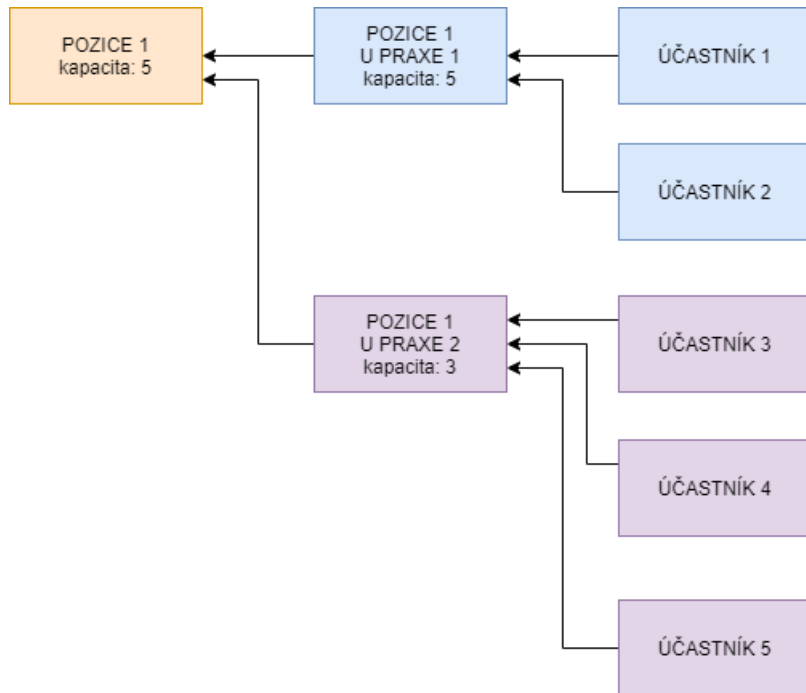 POZICE 1
kapacita: 5
POZICE 1
U PRAXE 1
kapacita: 5
ÚČASTNÍK 1
ÚČASTNÍK 2
POZICE 1
U PRAXE 2
kapacita: 3
ÚČASTNÍK 3
ÚČASTNÍK 4
ÚČASTNÍK 5